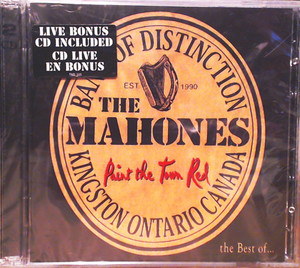 LIVE BONUS
CD INCLUDED
CD LIVE
EN BONUS
BAND OF DISTINCTION
EST 1990
THE
MAHONES
Paint the Town Red
KINGSTON ONTARIO CANADA
the Best of...